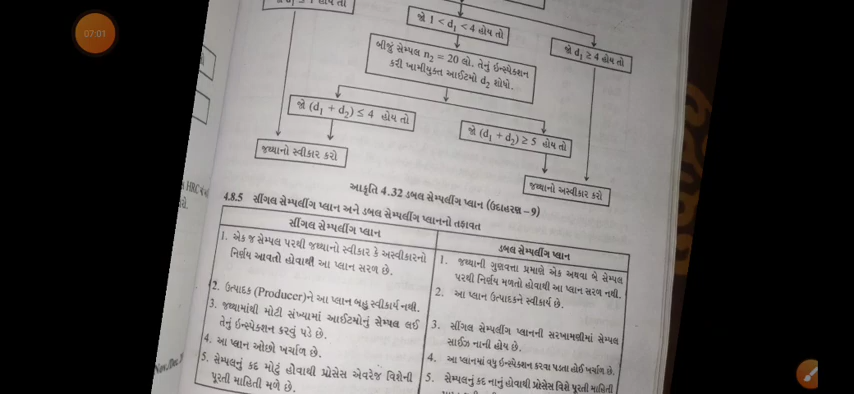 07:01
હોય તો
જો 1 < d₁ < 4 હોય તો
જો d₁ ≥ 4 હોય તો
બીજું સેમ્પલ n₂ = 20 લો. તેનું ઇન્સ્પેક્શન
કરી ખામીયુક્ત આઈટમો d₂ શોધો.
જો (d₁ + d₂) ≤ 4 હોય તો
જો (d₁ + d₂) ≥ 5 હોય તો
જથ્થાનો સ્વીકાર કરો
જથ્થાનો અસ્વીકાર કરો
આકૃતિ 4.32 ડબલ સેમ્પલીંગ પ્લાન (ઉદાહરણ – 9)
4.8.5 સીંગલ સેમ્પલીંગ પ્લાન અને ડબલ સેમ્પલીંગ પ્લાનનો તફાવત
સીંગલ સેમ્પલીંગ પ્લાન
1. એક જ સેમ્પલ પરથી જથ્થાનો સ્વીકાર કે અસ્વીકારનો
નિર્ણય આવતો હોવાથી આ પ્લાન સરળ છે.
2. ઉત્પાદક (Producer)ને આ પ્લાન બહુ સ્વીકાર્ય નથી.
3. જથ્થામાંથી મોટી સંખ્યામાં આઈટમોનું સેમ્પલ લઈ
તેનું ઇન્સ્પેક્શન કરવું પડે છે.
4. આ પ્લાન ઓછો ખર્ચાળ છે.
5. સેમ્પલનું કદ મોટું હોવાથી પ્રોસેસ એવરેજ વિશેની
પૂરતી માહિતી મળે છે.
ડબલ સેમ્પલીંગ પ્લાન
1. જથ્થાની ગુણવત્તા પ્રમાણે એક અથવા બે સેમ્પલ
પરથી નિર્ણય મળતો હોવાથી આ પ્લાન સરળ નથી.
2. આ પ્લાન ઉત્પાદકને સ્વીકાર્ય છે.
3. સીંગલ સેમ્પલીંગ પ્લાનની સરખામણીમાં સેમ્પલ
સાઈઝ નાની હોય છે.
4. આ પ્લાનમાં વધુ ઇન્સ્પેક્શન કરવા પડતા હોઈ ખર્ચાળ છે.
5. સેમ્પલનું કદ નાનું હોવાથી પ્રોસેસ વિશે પૂરતી માહિતી
HRC
Nov./Dec.